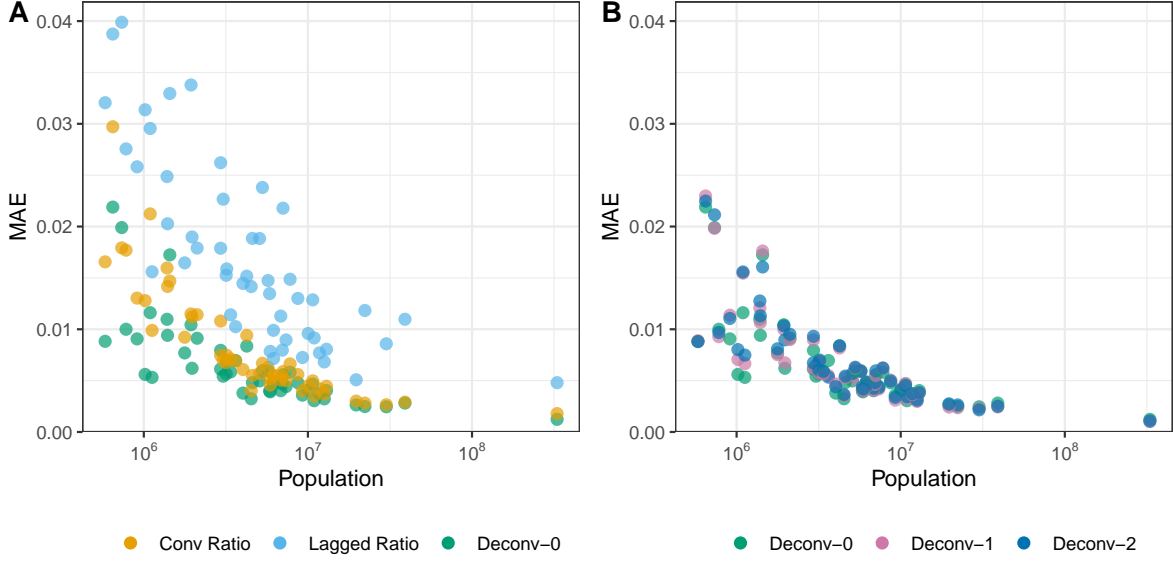 A
0.04
0.03
0.02
0.01
0.00
MAE
10^6
10^7
10^8
Population
Conv Ratio
Lagged Ratio
Deconv−0
B
0.04
0.03
0.02
0.01
0.00
MAE
10^6
10^7
10^8
Population
Deconv−0
Deconv−1
Deconv−2